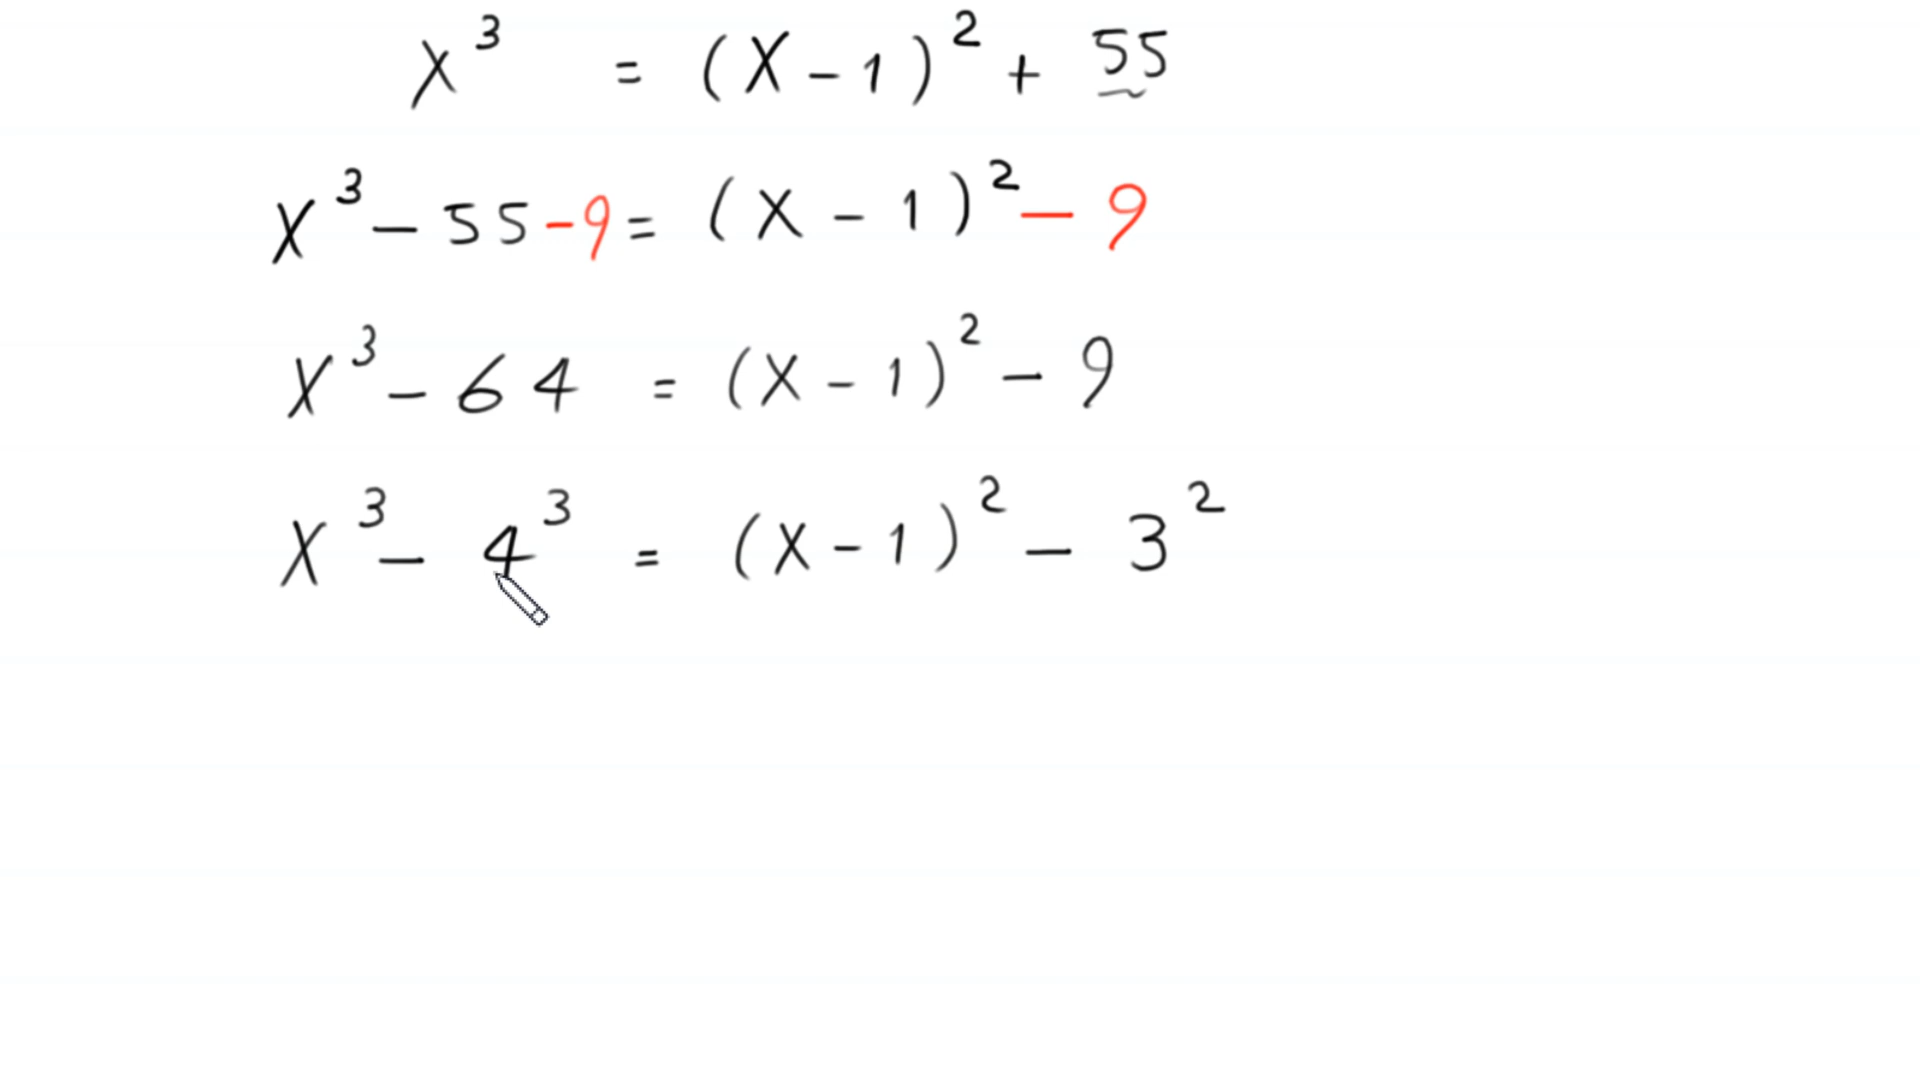 X³ = (X - 1)² + 55
X³ - 55 - 9 = (X - 1)² - 9
X³ - 64 = (X - 1)² - 9
X³ - 4³ = (X - 1)² - 3²